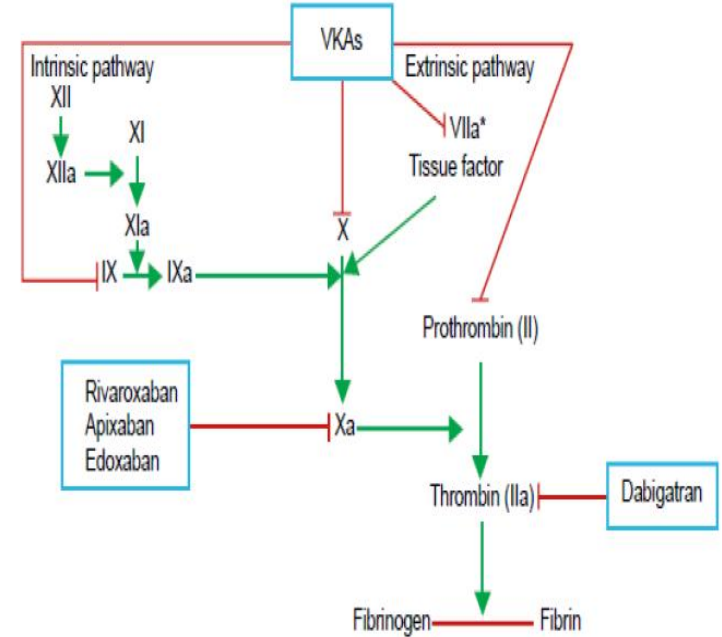 VKAs
Intrinsic pathway
Extrinsic pathway
XII
XI
VIIa*
XIIa
Tissue factor
XIa
X
IX
IXa
Prothrombin (II)
Rivaroxaban
Apixaban
Edoxaban
Xa
Thrombin (IIa)
Dabigatran
Fibrinogen
Fibrin